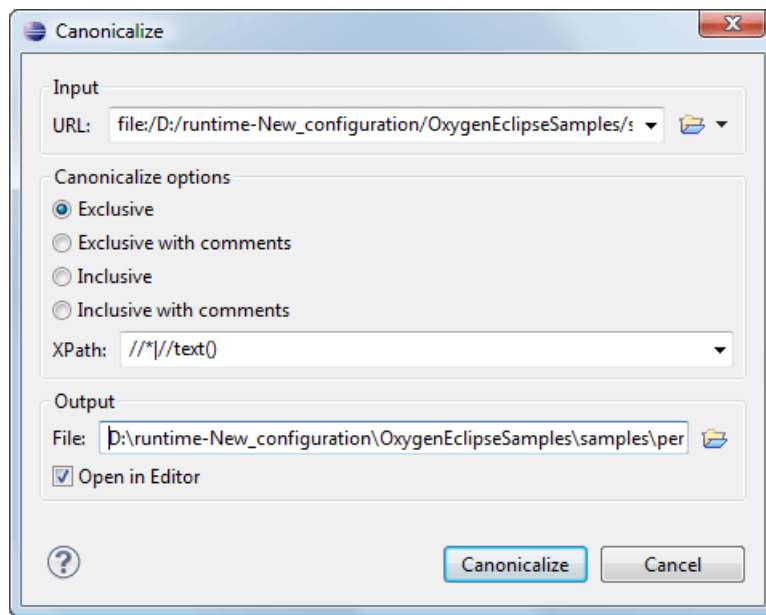 Canonicalize
Input
URL: file:/D:/runtime-New_configuration/OxygenEclipseSamples/s
Canonicalize options
Exclusive
Exclusive with comments
Inclusive
Inclusive with comments
XPath: //*|//text()
Output
File: D:\runtime-New_configuration\OxygenEclipseSamples\samples\per
Open in Editor
? Canonicalize Cancel